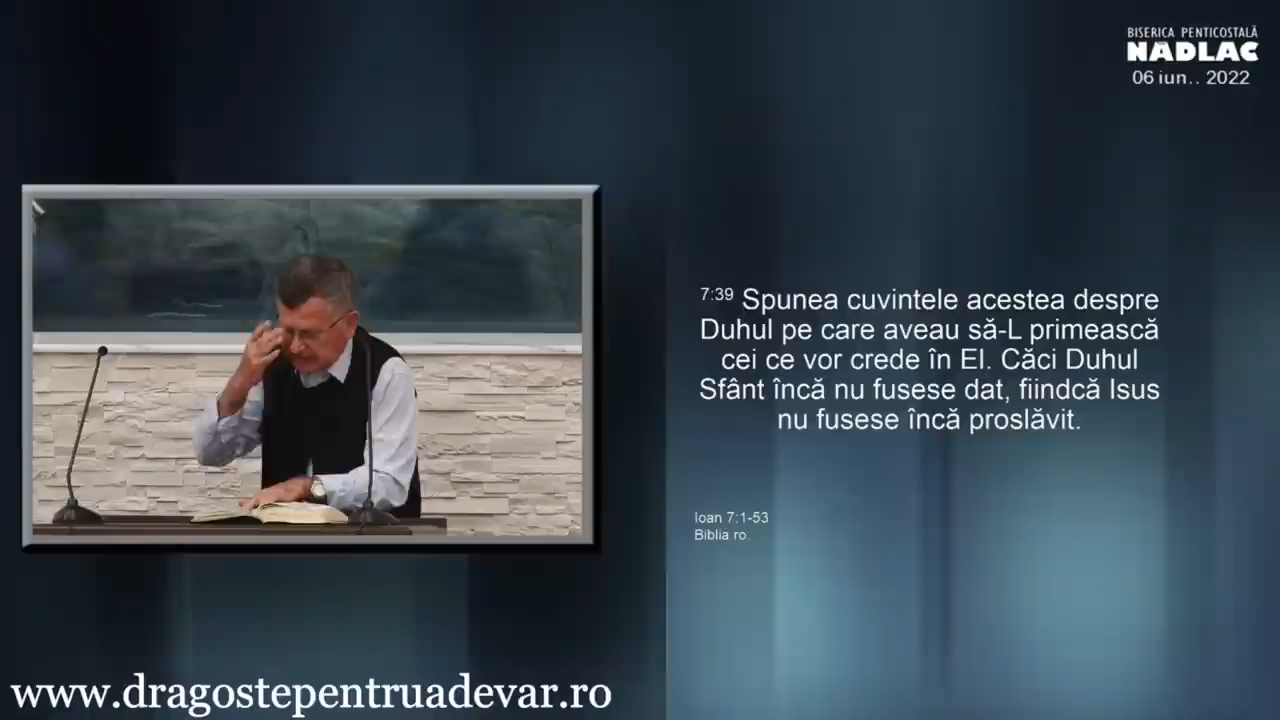 BISERICA PENTICOSTALĂ
NĂDLAC
06 iun.. 2022
7:39 Spunea cuvintele acestea despre
Duhul pe care aveau să-L primească
cei ce vor crede în El. Căci Duhul
Sfânt încă nu fusese dat, fiindcă Isus
nu fusese încă proslăvit.
Ioan 7:1-53
Biblia ro.
www.dragostepentruadevar.ro